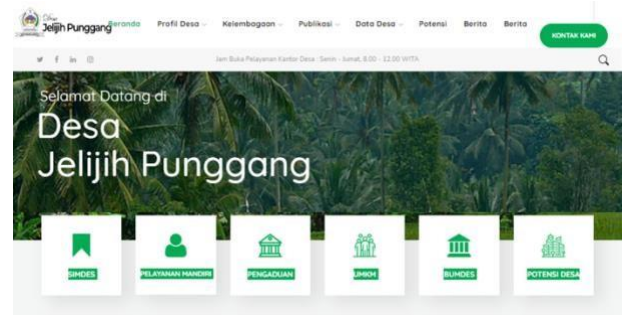 Desa
Jelijih Punggang
Beranda Profil Desa Kelembagaan Publikasi Data Desa Potensi Berita Berita
KONTAK KAMI
Jam Buka Pelayanan Kantor Desa : Senin - Jumat, 8.00 - 12.00 WITA
Selamat Datang di
Desa
Jelijih Punggang
SIMDES PELAYANAN MANDIRI PENGADUAN UMKM BUMDES POTENSI DESA